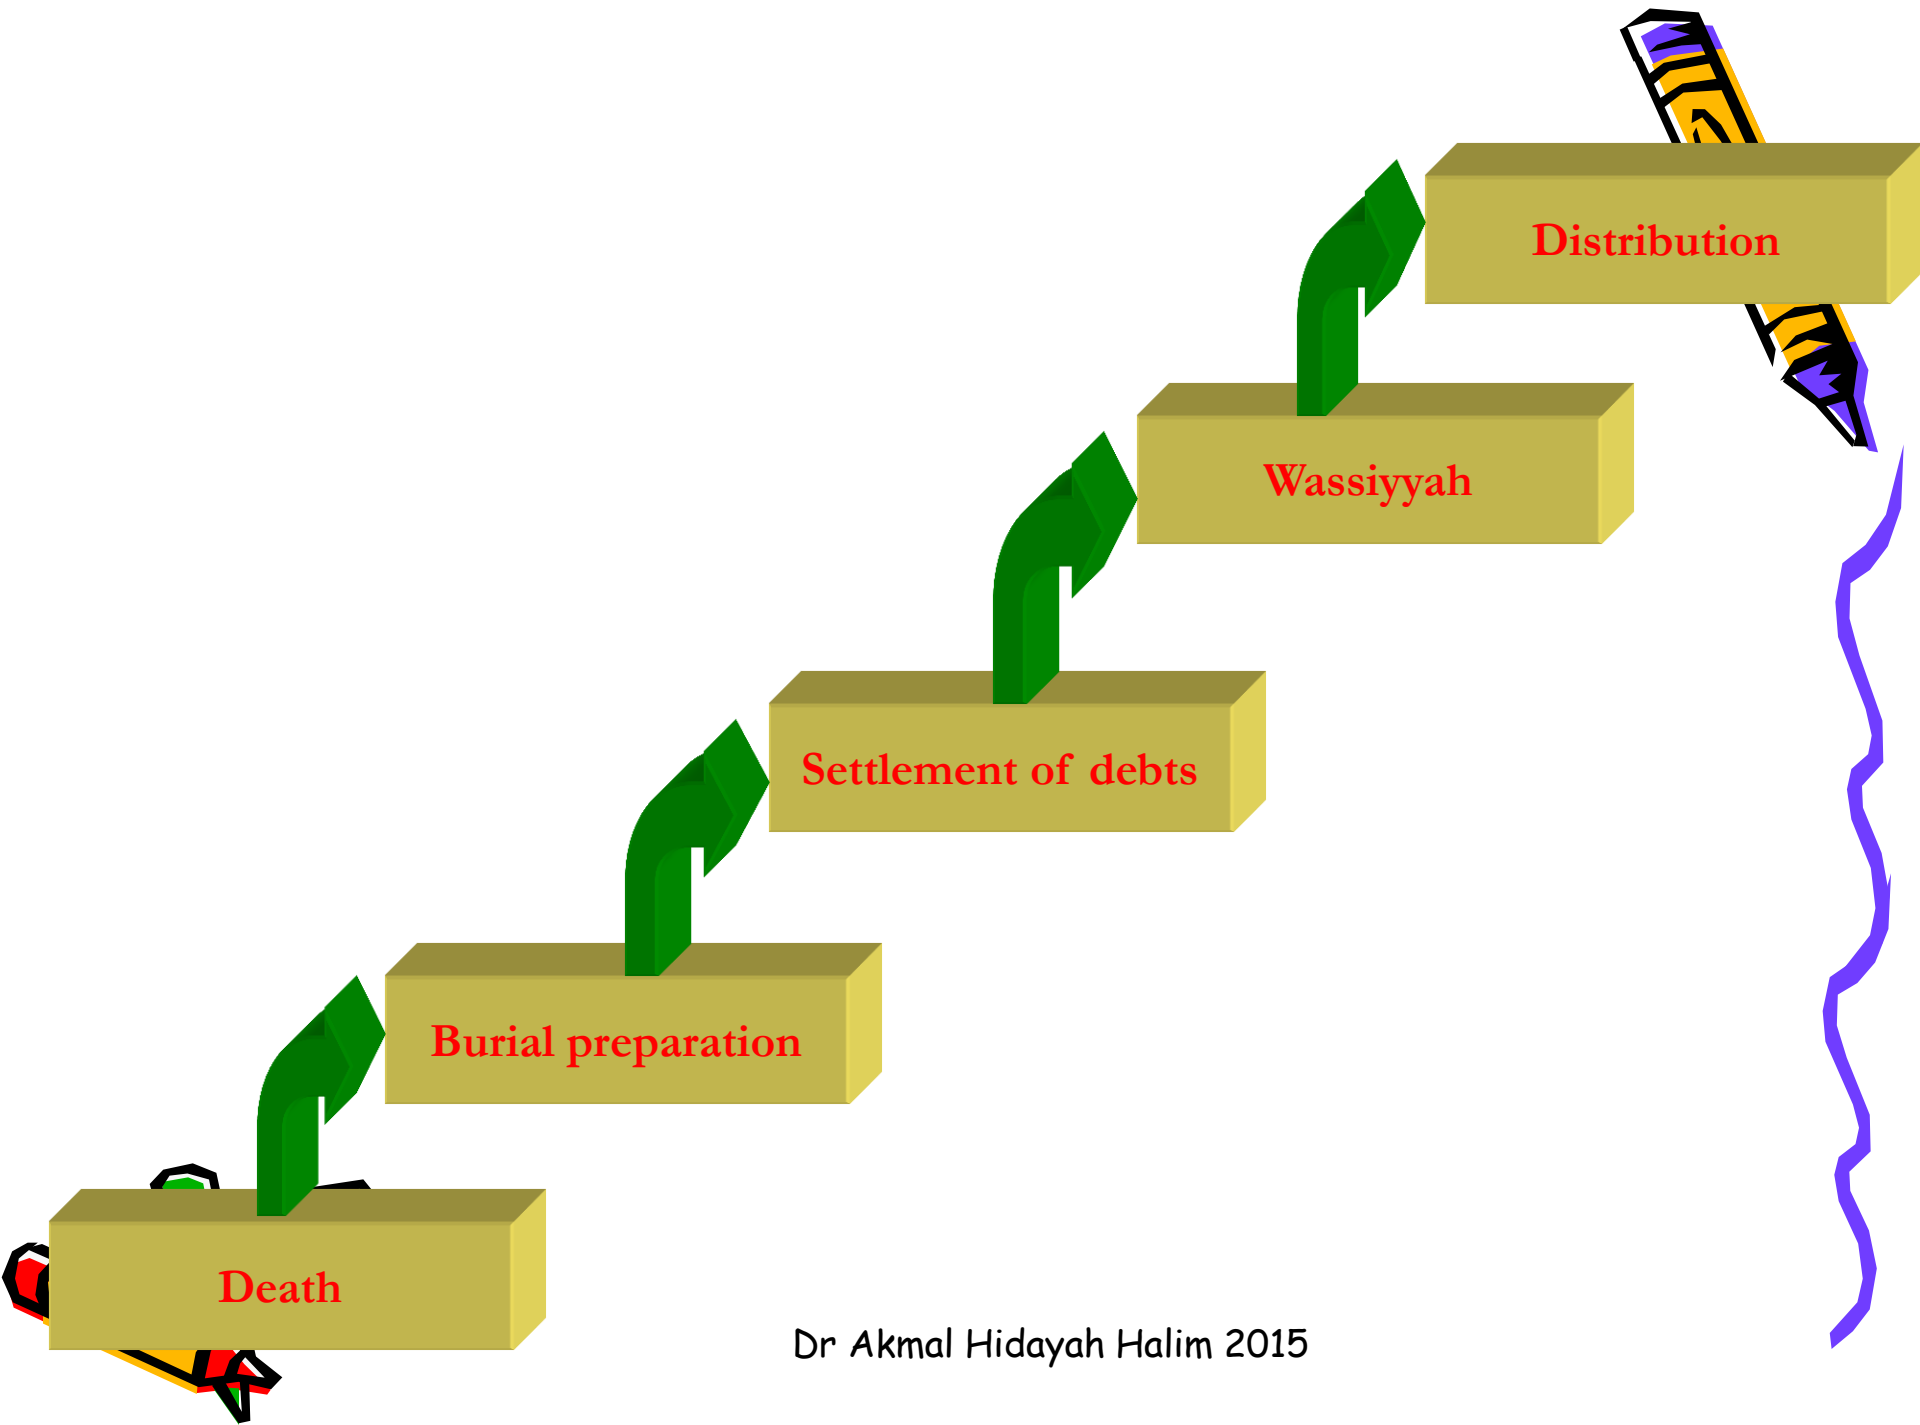 Distribution
Wassiyyah
Settlement of debts
Burial preparation
Death
Dr Akmal Hidayah Halim 2015